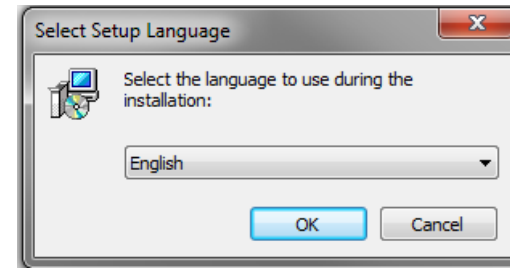 Select Setup Language
Select the language to use during the
installation:
English
OK
Cancel